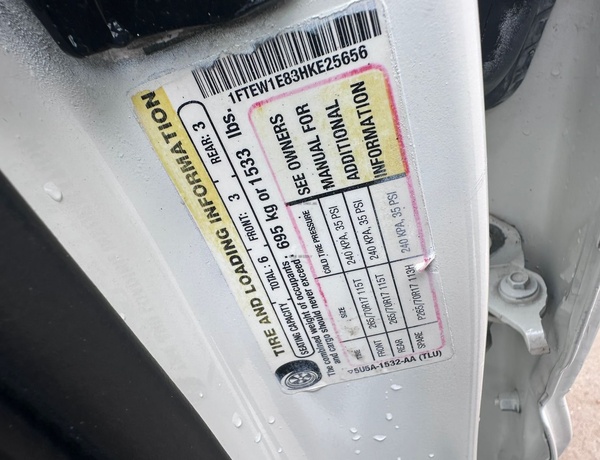 1FTEW1E83HKE25656
TIRE AND LOADING INFORMATION
SEATING CAPACITY TOTAL: 6 FRONT: 3 REAR: 3
The combined weight of occupants
and cargo should never exceed: 695 kg or 1533 lbs.
SIZE COLD TIRE PRESSURE
FRONT 265/70R17 115T 240 KPA, 35 PSI
REAR 265/70R17 115T 240 KPA, 35 PSI
SPARE P265/70R17 113H 240 KPA, 35 PSI
SEE OWNERS
MANUAL FOR
ADDITIONAL
INFORMATION
5U5A-1532-AA (TLU)